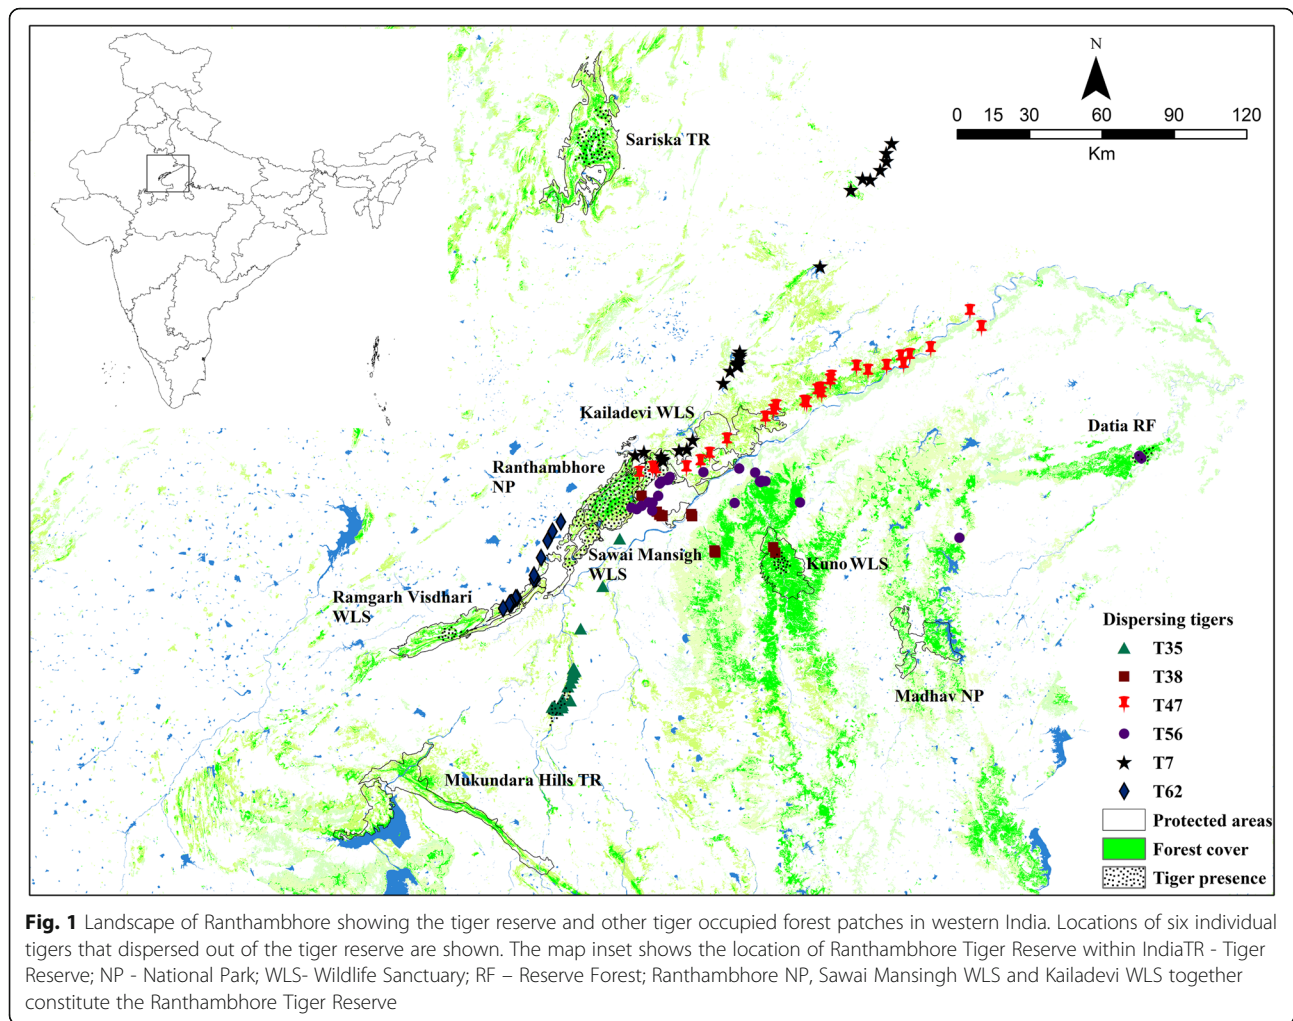 N
0 15 30 60 90 120
Km
Sariska TR
Kailadevi WLS
Datia RF
Ranthambhore
NP
Sawai Mansigh
WLS
Kuno WLS
Ramgarh Visdhari
WLS
Madhav NP
Mukundara Hills TR
Dispersing tigers
T35
T38
T47
T56
T7
T62
Protected areas
Forest cover
Tiger presence
Fig. 1 Landscape of Ranthambhore showing the tiger reserve and other tiger occupied forest patches in western India. Locations of six individual
tigers that dispersed out of the tiger reserve are shown. The map inset shows the location of Ranthambhore Tiger Reserve within IndiaTR - Tiger
Reserve; NP - National Park; WLS- Wildlife Sanctuary; RF – Reserve Forest; Ranthambhore NP, Sawai Mansingh WLS and Kailadevi WLS together
constitute the Ranthambhore Tiger Reserve